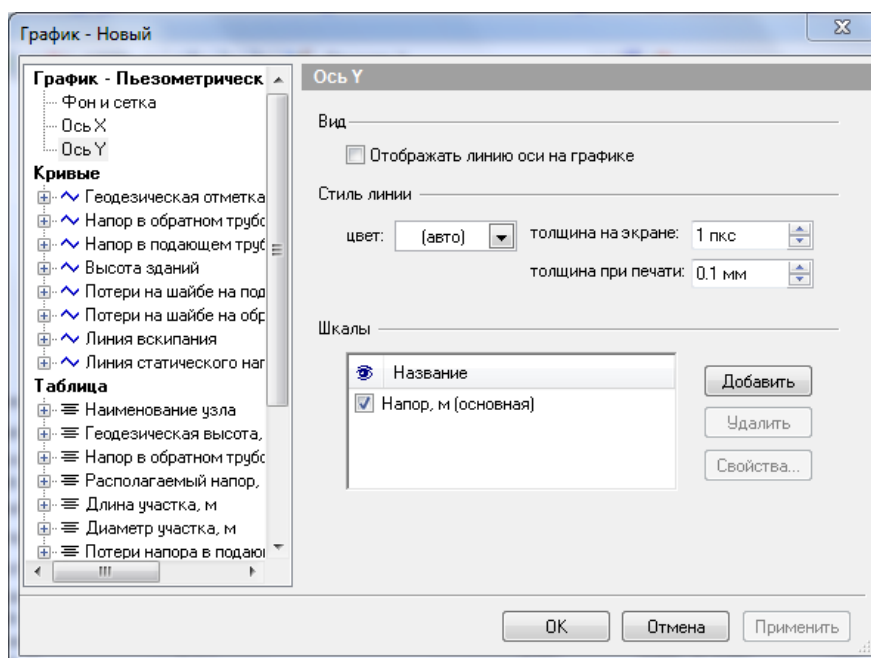 График - Новый
График - Пьезометрическ
Фон и сетка
Ось X
Ось Y
Кривые
Геодезическая отметка
Напор в обратном трубо
Напор в подающем труб
Высота зданий
Потери на шайбе на под
Потери на шайбе на обр
Линия вскипания
Линия статического нап
Таблица
Наименование узла
Геодезическая высота,
Напор в обратном трубо
Располагаемый напор,
Длина участка, м
Диаметр участка, м
Потери напора в подаю
Ось Y
Вид
Отображать линию оси на графике
Стиль линии
цвет: (авто) толщина на экране: 1 пкс
толщина при печати: 0.1 мм
Шкалы
Название
Напор, м (основная)
Добавить
Удалить
Свойства...
OK Отмена Применить